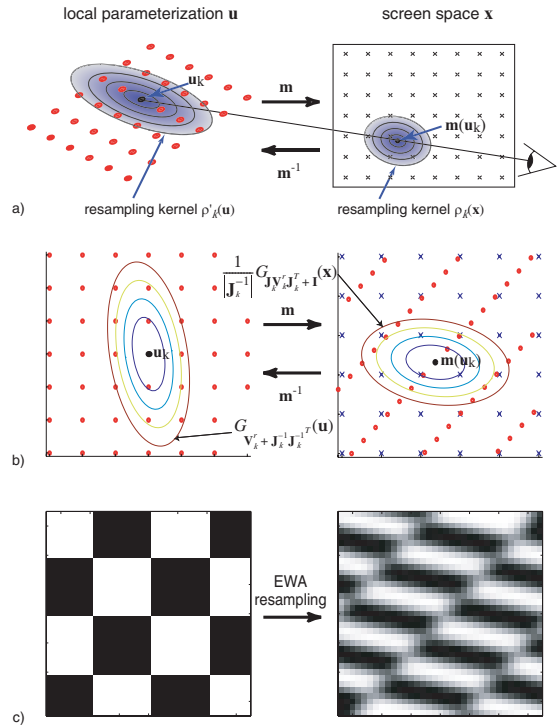 local parameterization u
screen space x
u_k
m
m(u_k)
m⁻¹
a)
resampling kernel ρ'_k(u)
resampling kernel ρ_k(x)
1/|J_k⁻¹| G_{J_k V_k^r J_k^T + I}(x)
m
u_k
m(u_k)
m⁻¹
G_{V_k^r + J_k⁻¹ J_k⁻¹^T}(u)
b)
EWA
resampling
c)